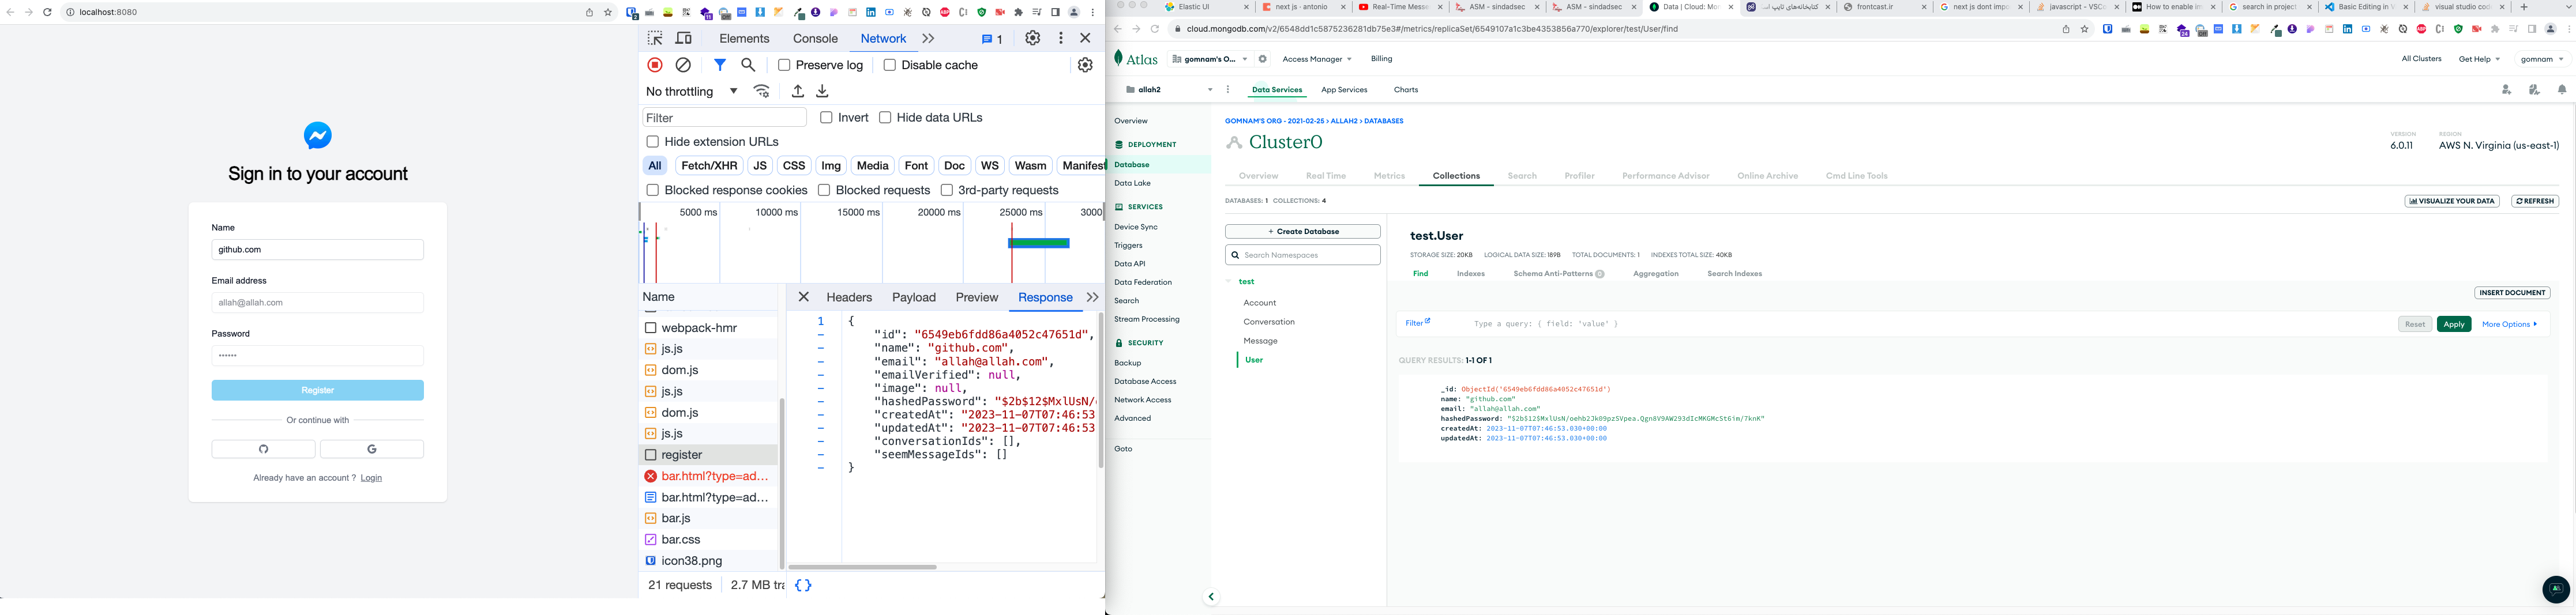 localhost:8080
Sign in to your account
Name
github.com
Email address
allah@allah.com
Password
Register
Or continue with
Already have an account ? Login
Elements
Console
Network
1
Preserve log
Disable cache
No throttling
Filter
Invert
Hide data URLs
Hide extension URLs
All
Fetch/XHR
JS
CSS
Img
Media
Font
Doc
WS
Wasm
Manifest
Blocked response cookies
Blocked requests
3rd-party requests
5000 ms
10000 ms
15000 ms
20000 ms
25000 ms
3000
Name
webpack-hmr
js.js
dom.js
js.js
dom.js
js.js
register
bar.html?type=ad...
bar.html?type=ad...
bar.js
bar.css
icon38.png
21 requests
2.7 MB tra
Headers
Payload
Preview
Response
1
{
"id": "6549eb6fdd86a4052c47651d",
"name": "github.com",
"email": "allah@allah.com",
"emailVerified": null,
"image": null,
"hashedPassword": "$2b$12$MxlUsN/
"createdAt": "2023-11-07T07:46:53
"updatedAt": "2023-11-07T07:46:53
"conversationIds": [],
"seemMessageIds": []
}
Elastic UI
next js - antonio
Real-Time Messe
ASM - sindadsec
ASM - sindadsec
Data | Cloud: Mon
frontcast.ir
next js dont impo
javascript - VSCo
How to enable im
search in project
Basic Editing in V
visual studio code
cloud.mongodb.com/v2/6548dd1c5875236281db75e3#/metrics/replicaSet/6549107a1c3be4353856a770/explorer/test/User/find
Atlas
gomnam's O...
Access Manager
Billing
All Clusters
Get Help
gomnam
allah2
Data Services
App Services
Charts
Overview
DEPLOYMENT
Database
Data Lake
SERVICES
Device Sync
Triggers
Data API
Data Federation
Search
Stream Processing
SECURITY
Backup
Database Access
Network Access
Advanced
Goto
GOMNAM'S ORG - 2021-02-25 > ALLAH2 > DATABASES
Cluster0
VERSION
6.0.11
REGION
AWS N. Virginia (us-east-1)
Overview
Real Time
Metrics
Collections
Search
Profiler
Performance Advisor
Online Archive
Cmd Line Tools
DATABASES: 1 COLLECTIONS: 4
VISUALIZE YOUR DATA
REFRESH
+ Create Database
Search Namespaces
test
Account
Conversation
Message
User
test.User
STORAGE SIZE: 20KB LOGICAL DATA SIZE: 189B TOTAL DOCUMENTS: 1 INDEXES TOTAL SIZE: 40KB
Find
Indexes
Schema Anti-Patterns 0
Aggregation
Search Indexes
INSERT DOCUMENT
Filter
Type a query: { field: 'value' }
Reset
Apply
More Options
QUERY RESULTS: 1-1 OF 1
_id: ObjectId('6549eb6fdd86a4052c47651d')
name: "github.com"
email: "allah@allah.com"
hashedPassword: "$2b$12$MxlUsN/oehb2Jk09pzSVpea.Qgn8V9AW293dIcMKGMcSt6im/7knK"
createdAt: 2023-11-07T07:46:53.030+00:00
updatedAt: 2023-11-07T07:46:53.030+00:00